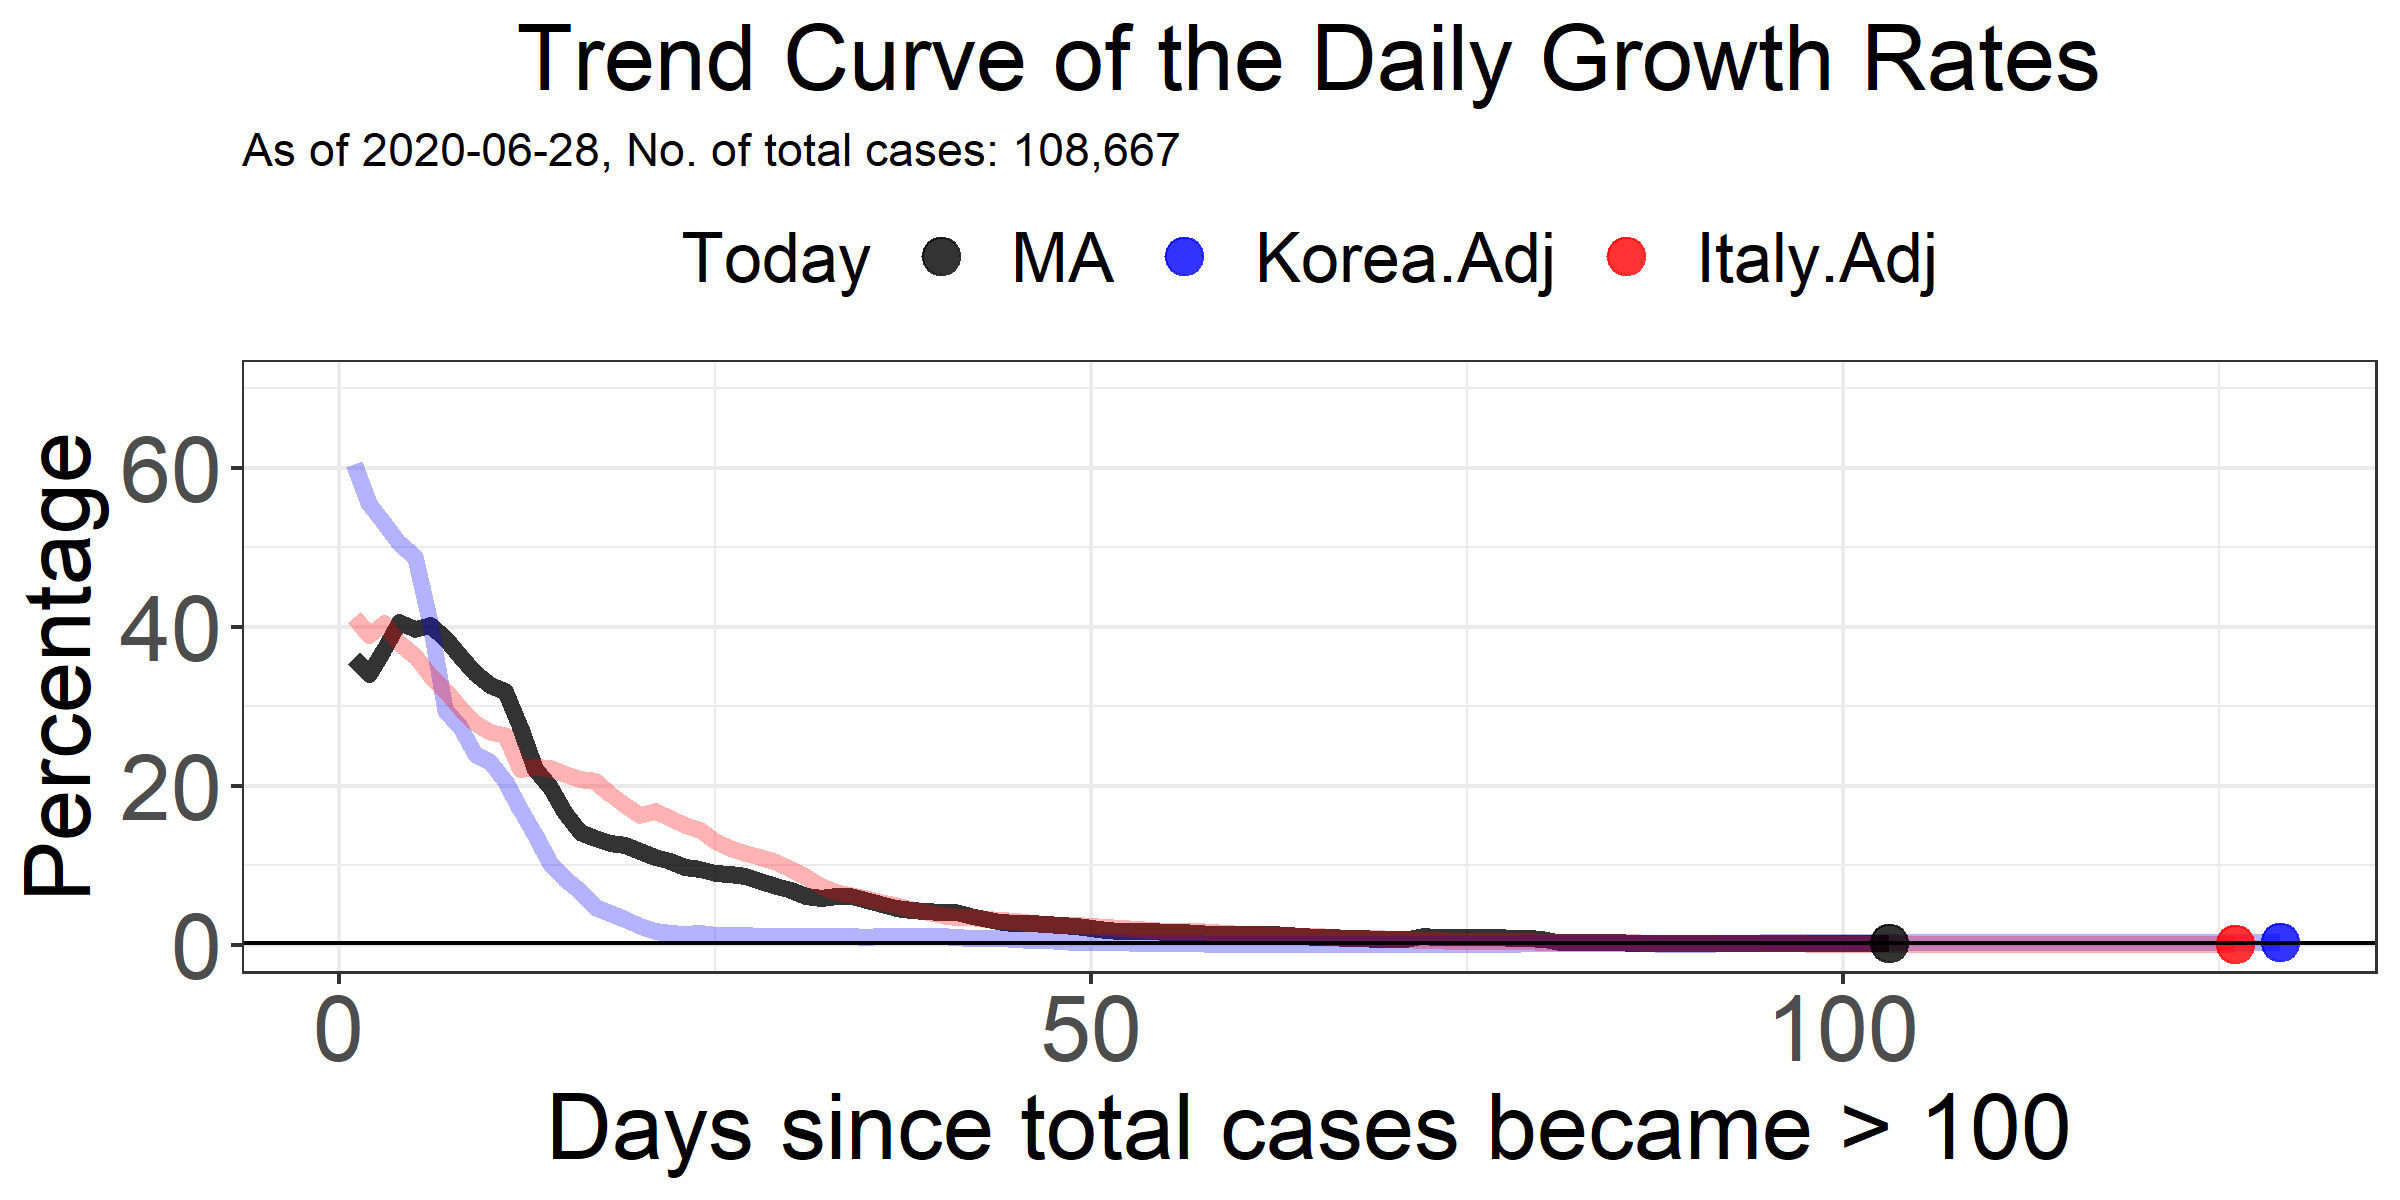 Trend Curve of the Daily Growth Rates
As of 2020-06-28, No. of total cases: 108,667
Today MA Korea.Adj Italy.Adj
Percentage
60
40
20
0
0 50 100
Days since total cases became > 100